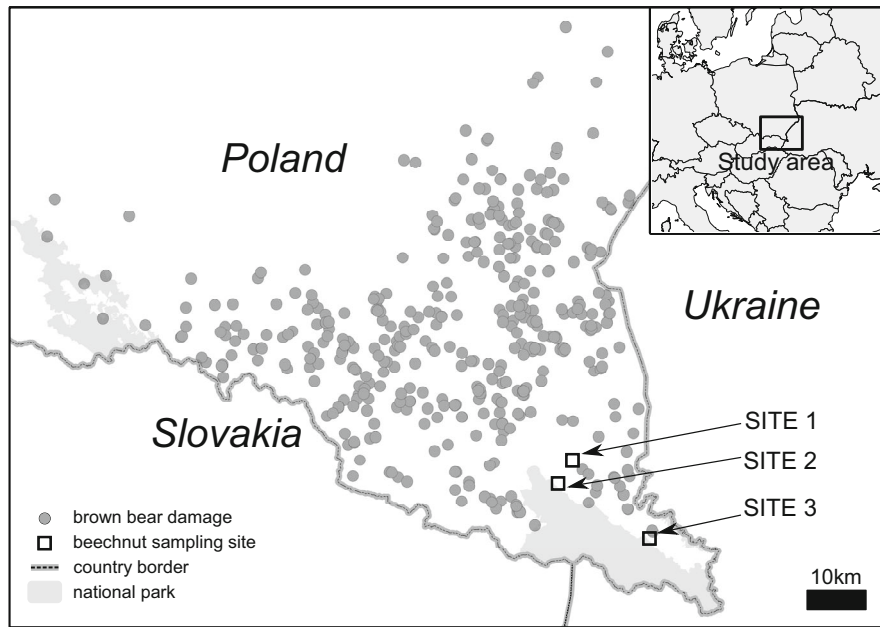 Poland
Study area
Ukraine
Slovakia
SITE 1
SITE 2
SITE 3
brown bear damage
beechnut sampling site
country border
national park
10km